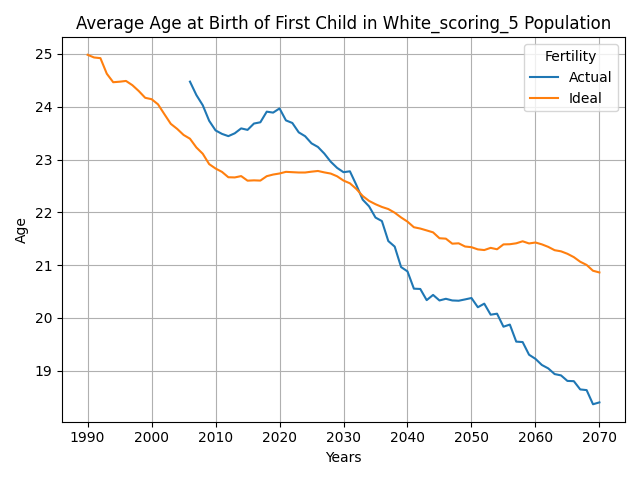 Average Age at Birth of First Child in White_scoring_5 Population
Fertility
Actual
Ideal
Age
25
24
23
22
21
20
19
1990 2000 2010 2020 2030 2040 2050 2060 2070
Years